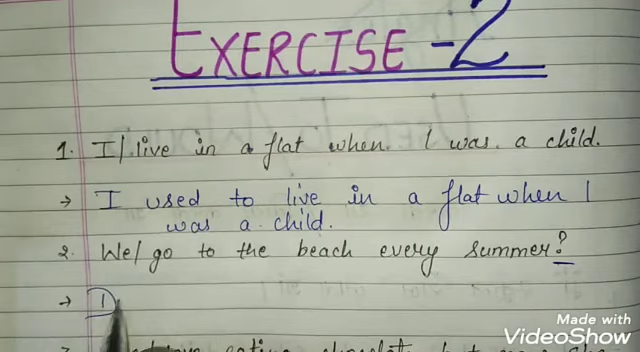 EXERCISE - 2
1. I/live in a flat when I was a child.
→ I used to live in a flat when I
was a child.
2. We/go to the beach every summer?
→ D
Made with
VideoShow